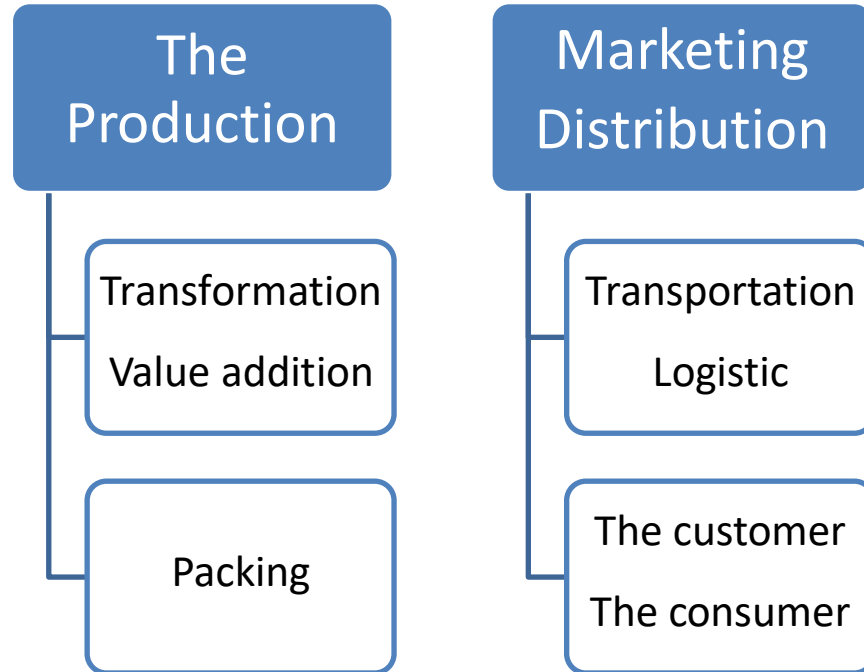 The
Production
Transformation
Value addition
Packing
Marketing
Distribution
Transportation
Logistic
The customer
The consumer